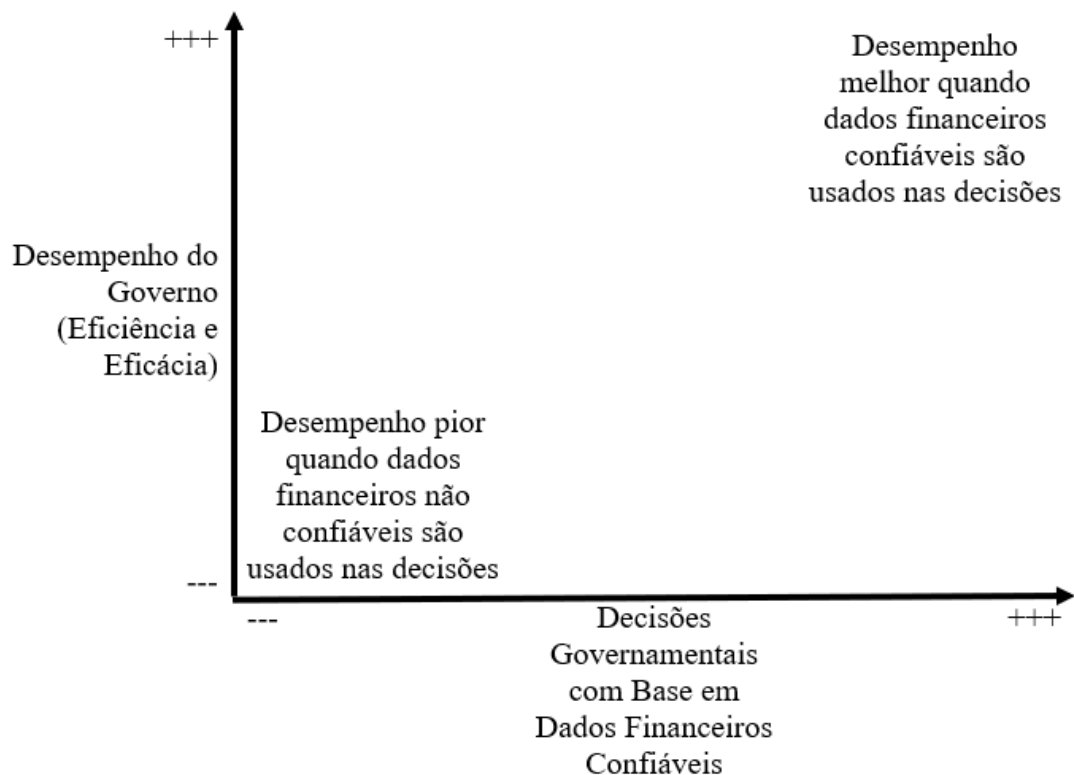 +++
Desempenho
melhor quando
dados financeiros
confiáveis são
usados nas decisões
Desempenho do
Governo
(Eficiência e
Eficácia)
Desempenho pior
quando dados
financeiros não
confiáveis são
usados nas decisões
---
---
Decisões
Governamentais
com Base em
Dados Financeiros
Confiáveis
+++